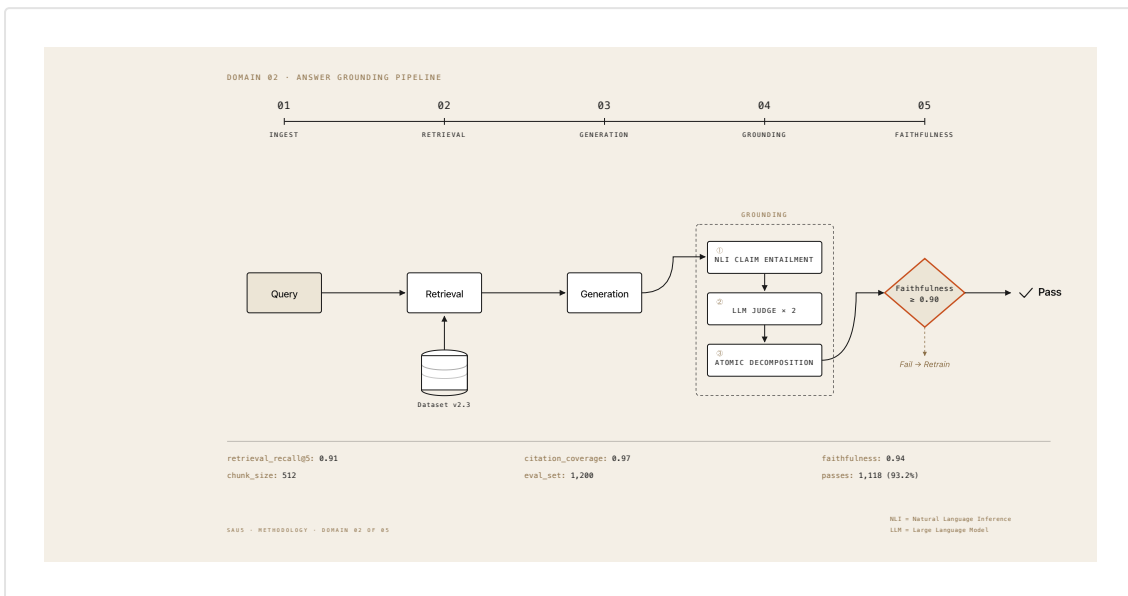 DOMAIN 02 · ANSWER GROUNDING PIPELINE
01 02 03 04 05
INGEST RETRIEVAL GENERATION GROUNDING FAITHFULNESS
GROUNDING
①
NLI CLAIM ENTAILMENT
②
LLM JUDGE × 2
③
ATOMIC DECOMPOSITION
Query
Retrieval
Generation
Faithfulness
≥ 0.90
✓ Pass
Fail → Retrain
Dataset v2.3
retrieval_recall@5: 0.91
chunk_size: 512
citation_coverage: 0.97
eval_set: 1,200
faithfulness: 0.94
passes: 1,118 (93.2%)
SAUS · METHODOLOGY · DOMAIN 02 OF 05
NLI = Natural Language Inference
LLM = Large Language Model